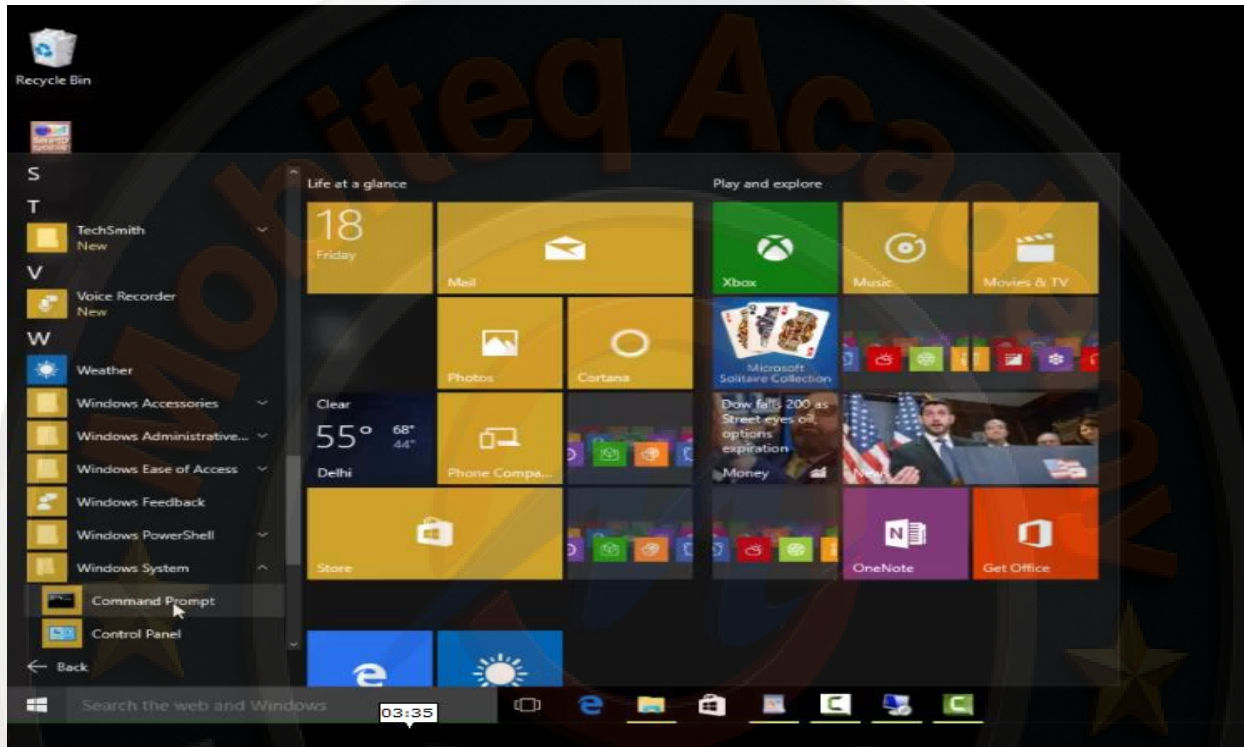 Recycle Bin
Mobiteq Academy
S
T
TechSmith
New
V
Voice Recorder
New
W
Weather
Windows Accessories
Windows Administrative...
Windows Ease of Access
Windows Feedback
Windows PowerShell
Windows System
Command Prompt
Control Panel
Back
Life at a glance
18
Friday
Mail
Photos
Cortana
Clear
55° 68°
44°
Delhi
Phone Compa...
Store
Play and explore
Xbox
Music
Movies & TV
Microsoft
Solitaire Collection
Dow falls 200 as
Street eyes oil,
options
expiration
Money
News
OneNote
Get Office
Search the web and Windows
03:35